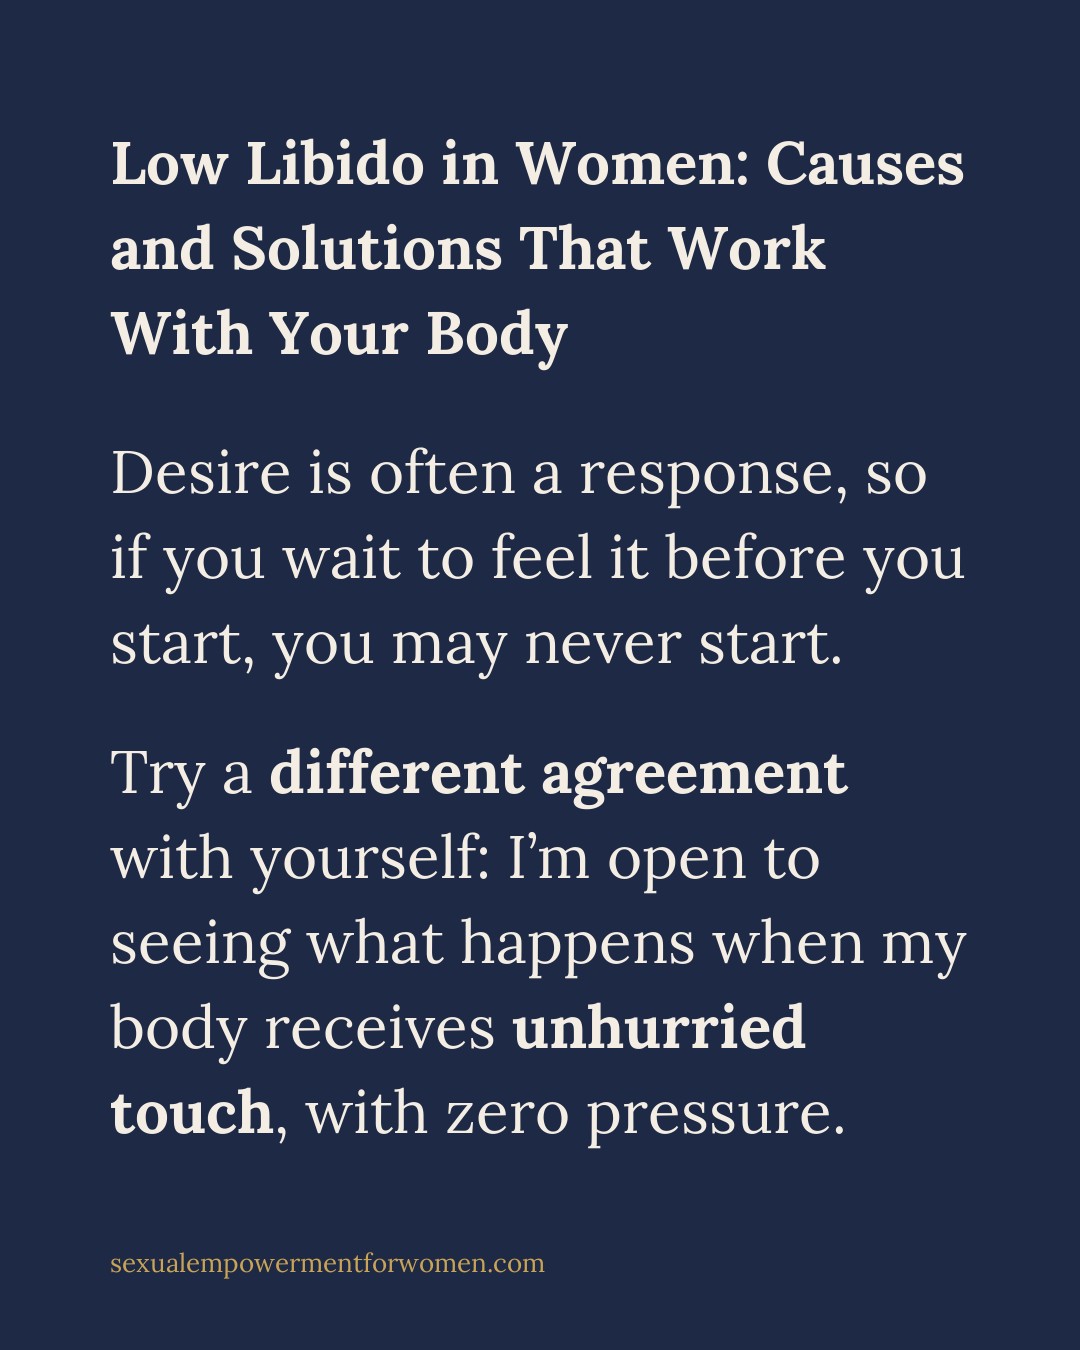 Low Libido in Women: Causes
and Solutions That Work
With Your Body
Desire is often a response, so
if you wait to feel it before you
start, you may never start.
Try a different agreement
with yourself: I’m open to
seeing what happens when my
body receives unhurried
touch, with zero pressure.
sexualempowermentforwomen.com